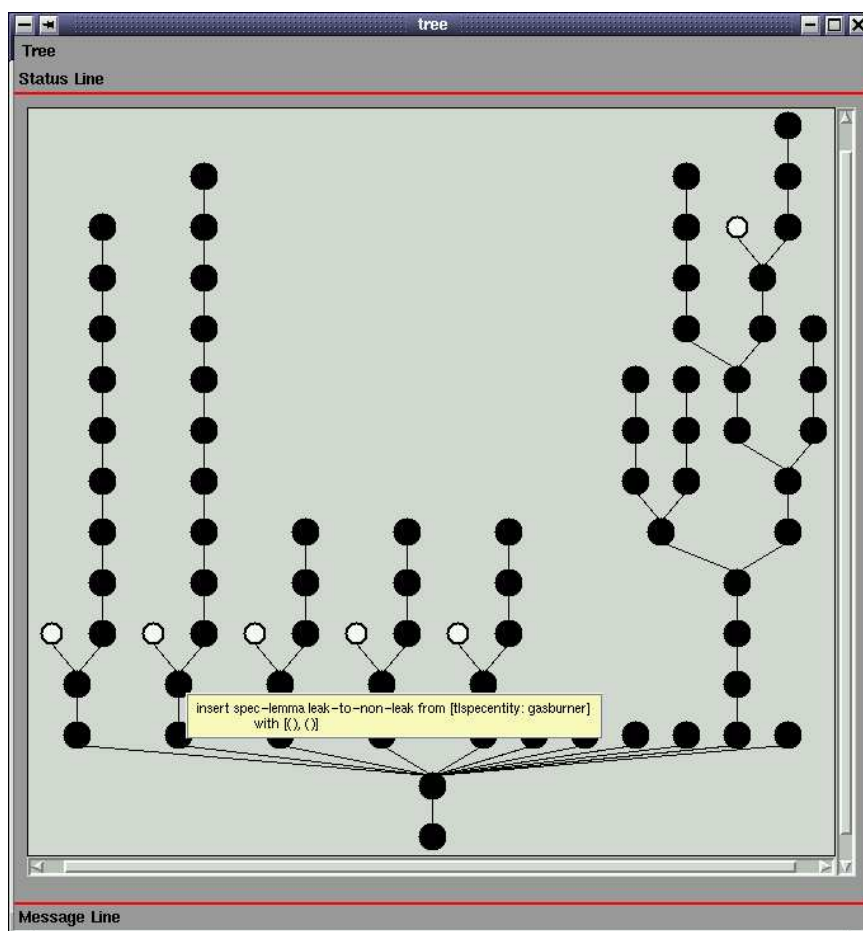 tree
Tree
Status Line
insert spec-lemma leak-to-non-leak from [tlspecentity: gasburner]
with [(), ()]
Message Line